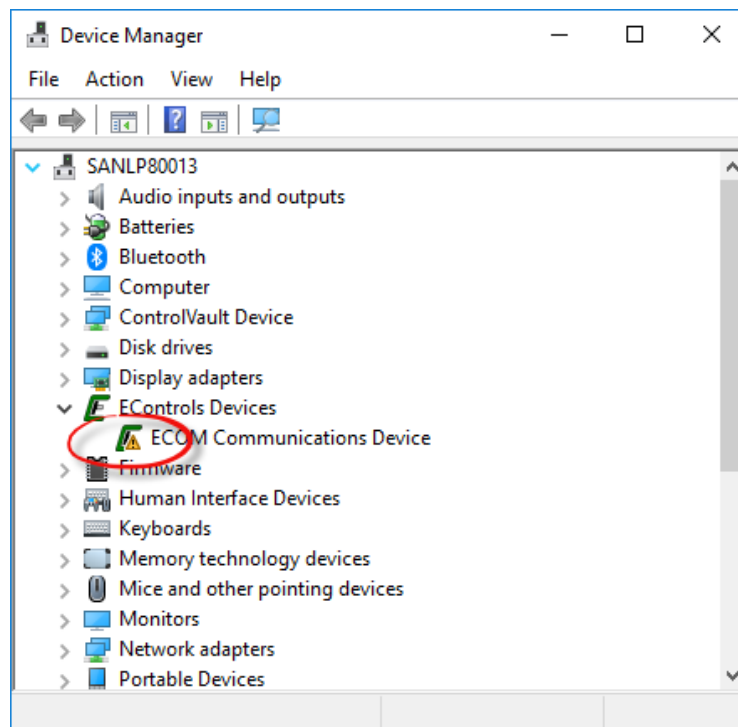 Device Manager
File Action View Help
SANLP80013
Audio inputs and outputs
Batteries
Bluetooth
Computer
ControlVault Device
Disk drives
Display adapters
EControls Devices
ECOM Communications Device
Firmware
Human Interface Devices
Keyboards
Memory technology devices
Mice and other pointing devices
Monitors
Network adapters
Portable Devices